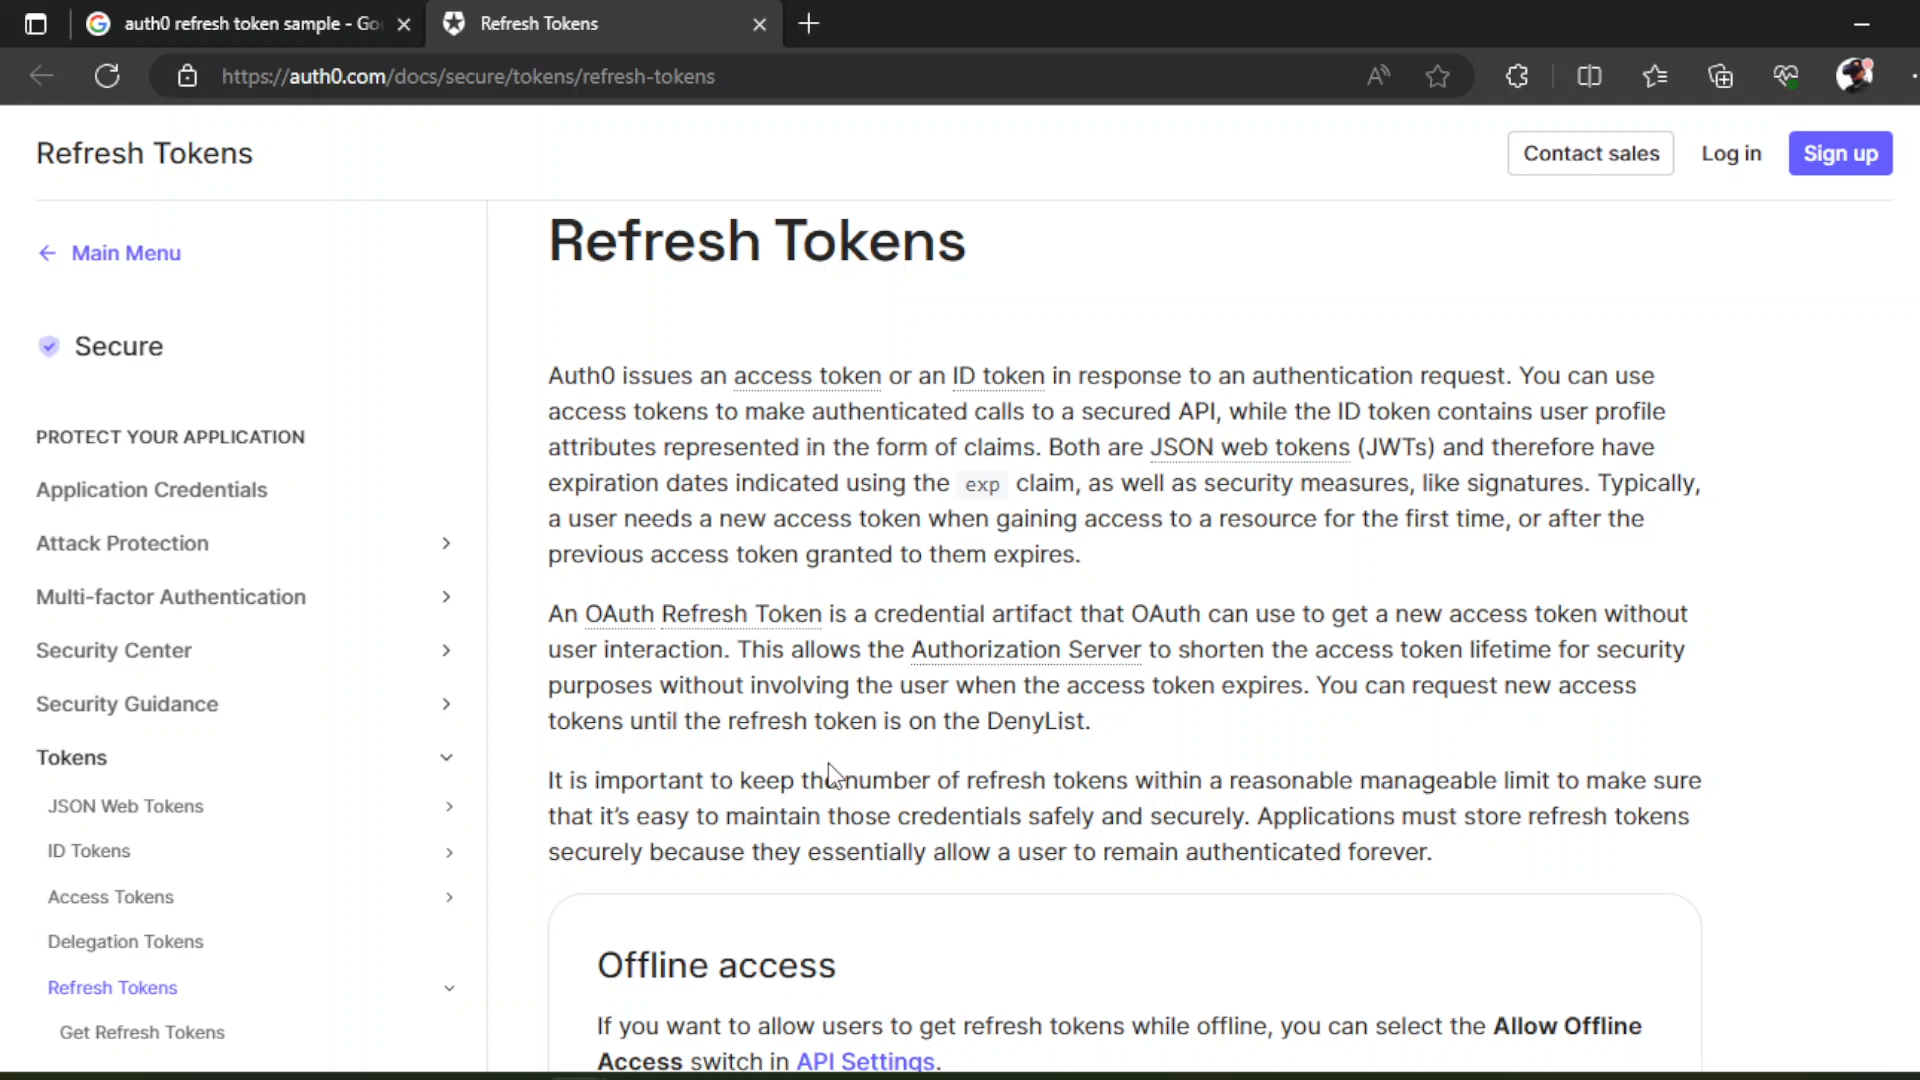 auth0 refresh token sample - Go
Refresh Tokens
https://auth0.com/docs/secure/tokens/refresh-tokens
Refresh Tokens
Contact sales
Log in
Sign up
Main Menu
Secure
PROTECT YOUR APPLICATION
Application Credentials
Attack Protection
Multi-factor Authentication
Security Center
Security Guidance
Tokens
JSON Web Tokens
ID Tokens
Access Tokens
Delegation Tokens
Refresh Tokens
Get Refresh Tokens
Refresh Tokens
Auth0 issues an access token or an ID token in response to an authentication request. You can use
access tokens to make authenticated calls to a secured API, while the ID token contains user profile
attributes represented in the form of claims. Both are JSON web tokens (JWTs) and therefore have
expiration dates indicated using the exp claim, as well as security measures, like signatures. Typically,
a user needs a new access token when gaining access to a resource for the first time, or after the
previous access token granted to them expires.
An OAuth Refresh Token is a credential artifact that OAuth can use to get a new access token without
user interaction. This allows the Authorization Server to shorten the access token lifetime for security
purposes without involving the user when the access token expires. You can request new access
tokens until the refresh token is on the DenyList.
It is important to keep the number of refresh tokens within a reasonable manageable limit to make sure
that it's easy to maintain those credentials safely and securely. Applications must store refresh tokens
securely because they essentially allow a user to remain authenticated forever.
Offline access
If you want to allow users to get refresh tokens while offline, you can select the Allow Offline
Access switch in API Settings.